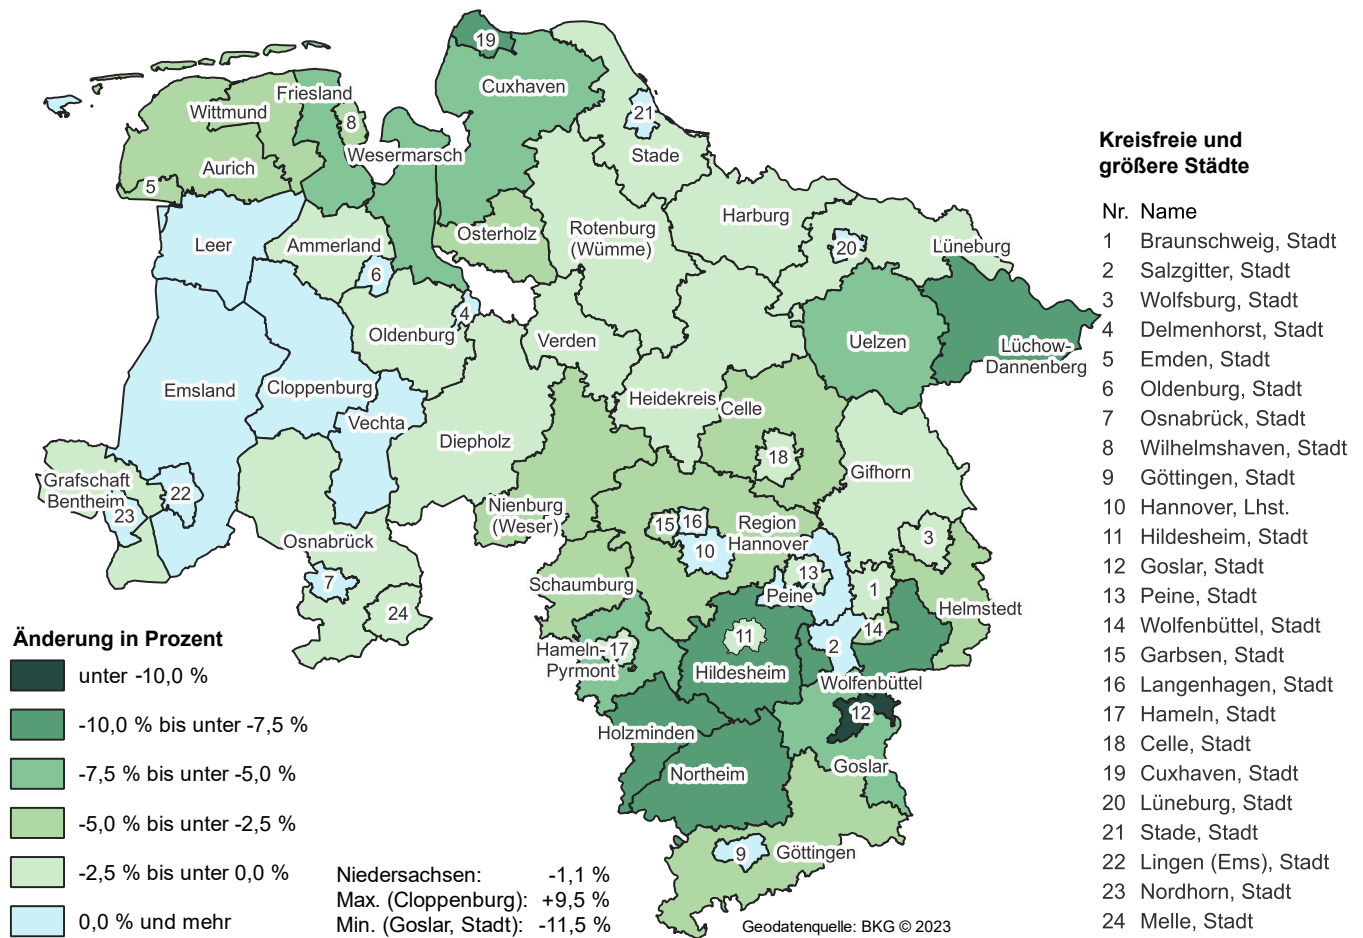 19
Cuxhaven
Friesland
Wittmund
8
21
Wesermarsch
Stade
Aurich
5
Harburg
Rotenburg
(Wümme)
Osterholz
Leer
Ammerland
20
Lüneburg
6
4
Oldenburg
Verden
Uelzen
Lüchow-
Dannenberg
Emsland
Cloppenburg
Heidekreis
Celle
Vechta
Diepholz
18
Gifhorn
Grafschaft
Bentheim
22
23
Nienburg
(Weser)
15
16
Region
Hannover
3
Osnabrück
10
7
Schaumburg
13
Peine
1
24
Helmstedt
11
14
Hameln-
Pyrmont
17
2
Hildesheim
Wolfenbüttel
12
Holzminden
Northeim
Goslar
9
Göttingen
Änderung in Prozent
unter -10,0 %
-10,0 % bis unter -7,5 %
-7,5 % bis unter -5,0 %
-5,0 % bis unter -2,5 %
-2,5 % bis unter 0,0 %
0,0 % und mehr
Niedersachsen: -1,1 %
Max. (Cloppenburg): +9,5 %
Min. (Goslar, Stadt): -11,5 %
Geodatenquelle: BKG © 2023
Kreisfreie und
größere Städte
Nr. Name
1 Braunschweig, Stadt
2 Salzgitter, Stadt
3 Wolfsburg, Stadt
4 Delmenhorst, Stadt
5 Emden, Stadt
6 Oldenburg, Stadt
7 Osnabrück, Stadt
8 Wilhelmshaven, Stadt
9 Göttingen, Stadt
10 Hannover, Lhst.
11 Hildesheim, Stadt
12 Goslar, Stadt
13 Peine, Stadt
14 Wolfenbüttel, Stadt
15 Garbsen, Stadt
16 Langenhagen, Stadt
17 Hameln, Stadt
18 Celle, Stadt
19 Cuxhaven, Stadt
20 Lüneburg, Stadt
21 Stade, Stadt
22 Lingen (Ems), Stadt
23 Nordhorn, Stadt
24 Melle, Stadt